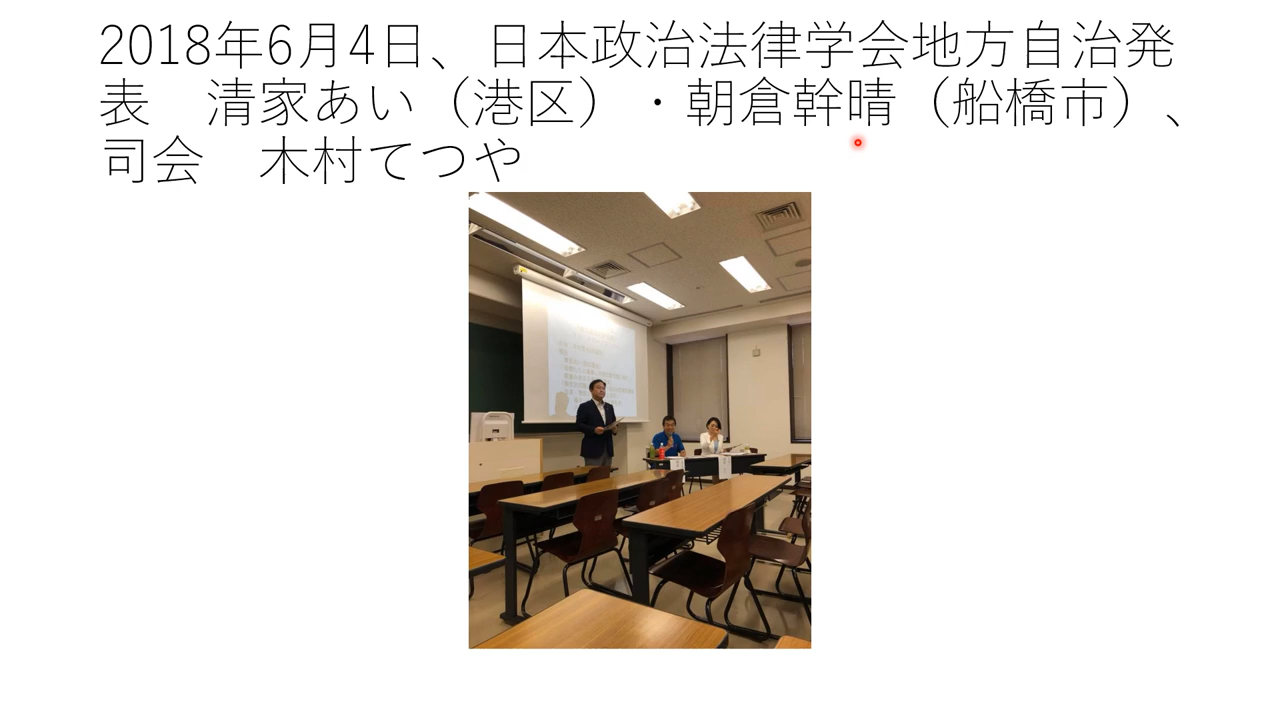 2018年6月4日、日本政治法律学会地方自治発
表　清家あい（港区）・朝倉幹晴（船橋市）、
司会　木村てつや